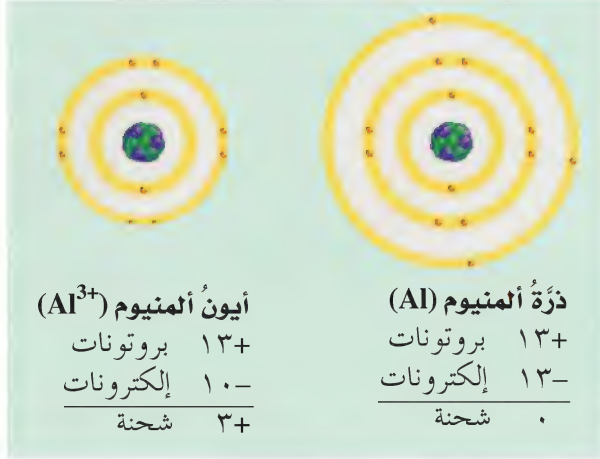 ذرَّةُ ألمنيوم (Al)
+١٣ بروتونات
−١٣ إلكترونات
٠ شحنة
أيونُ ألمنيوم (Al³⁺)
+١٣ بروتونات
−١٠ إلكترونات
+٣ شحنة